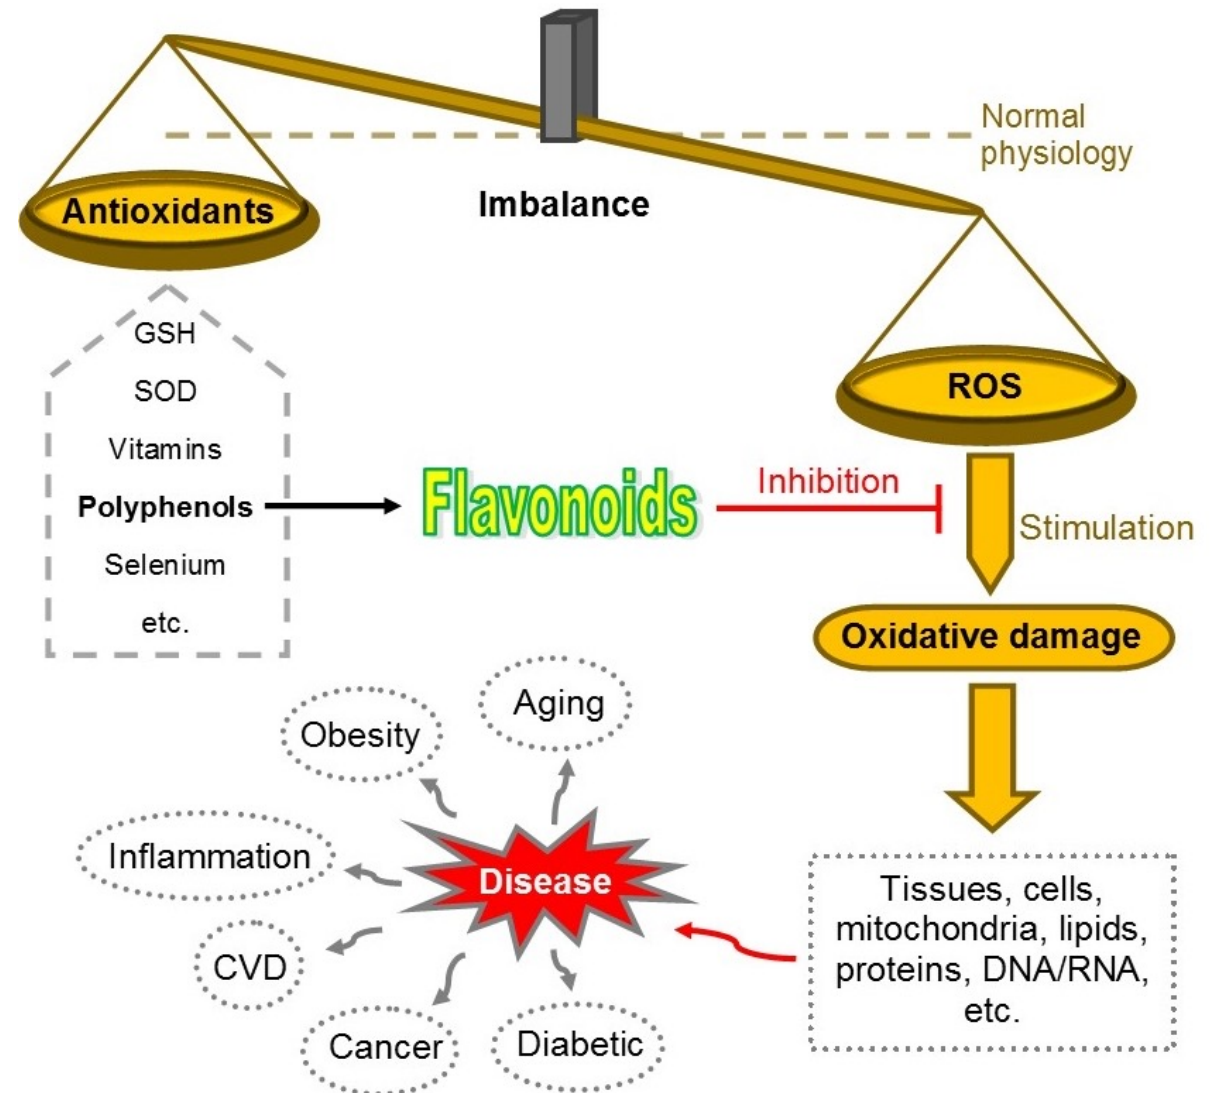 Normal
physiology
Antioxidants
Imbalance
GSH
SOD
Vitamins
Polyphenols
Selenium
etc.
Flavonoids
Inhibition
ROS
Stimulation
Oxidative damage
Tissues, cells,
mitochondria, lipids,
proteins, DNA/RNA,
etc.
Disease
Aging
Obesity
Inflammation
CVD
Cancer
Diabetic